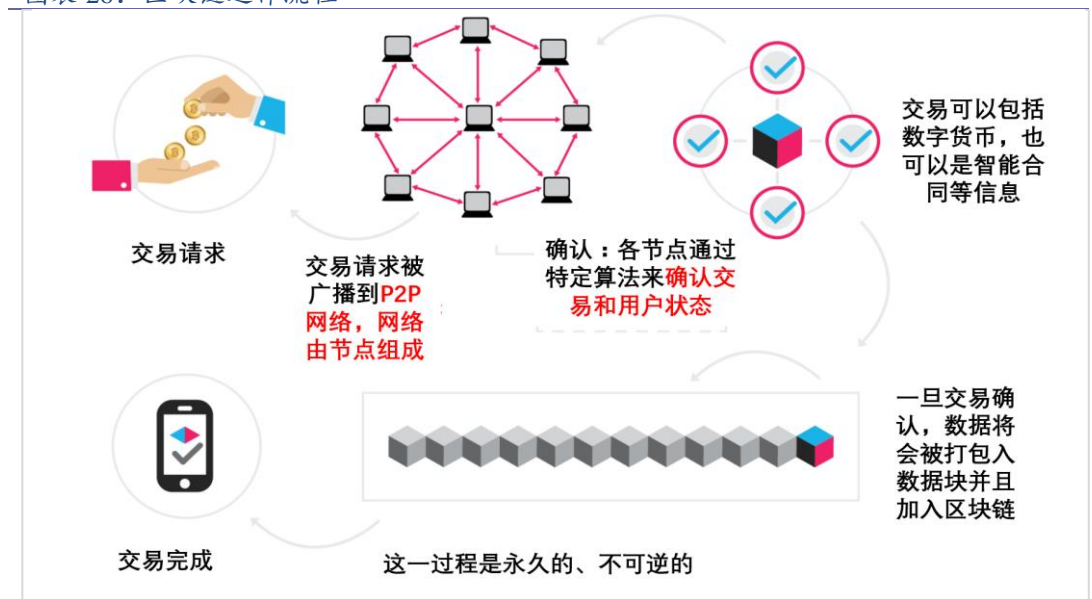 交易请求
交易请求被
广播到P2P
网络，网络
由节点组成
确认：各节点通过
特定算法来确认交
易和用户状态
交易可以包括
数字货币，也
可以是智能合
同等信息
一旦交易确
认，数据将
会被打包入
数据块并且
加入区块链
这一过程是永久的、不可逆的
交易完成